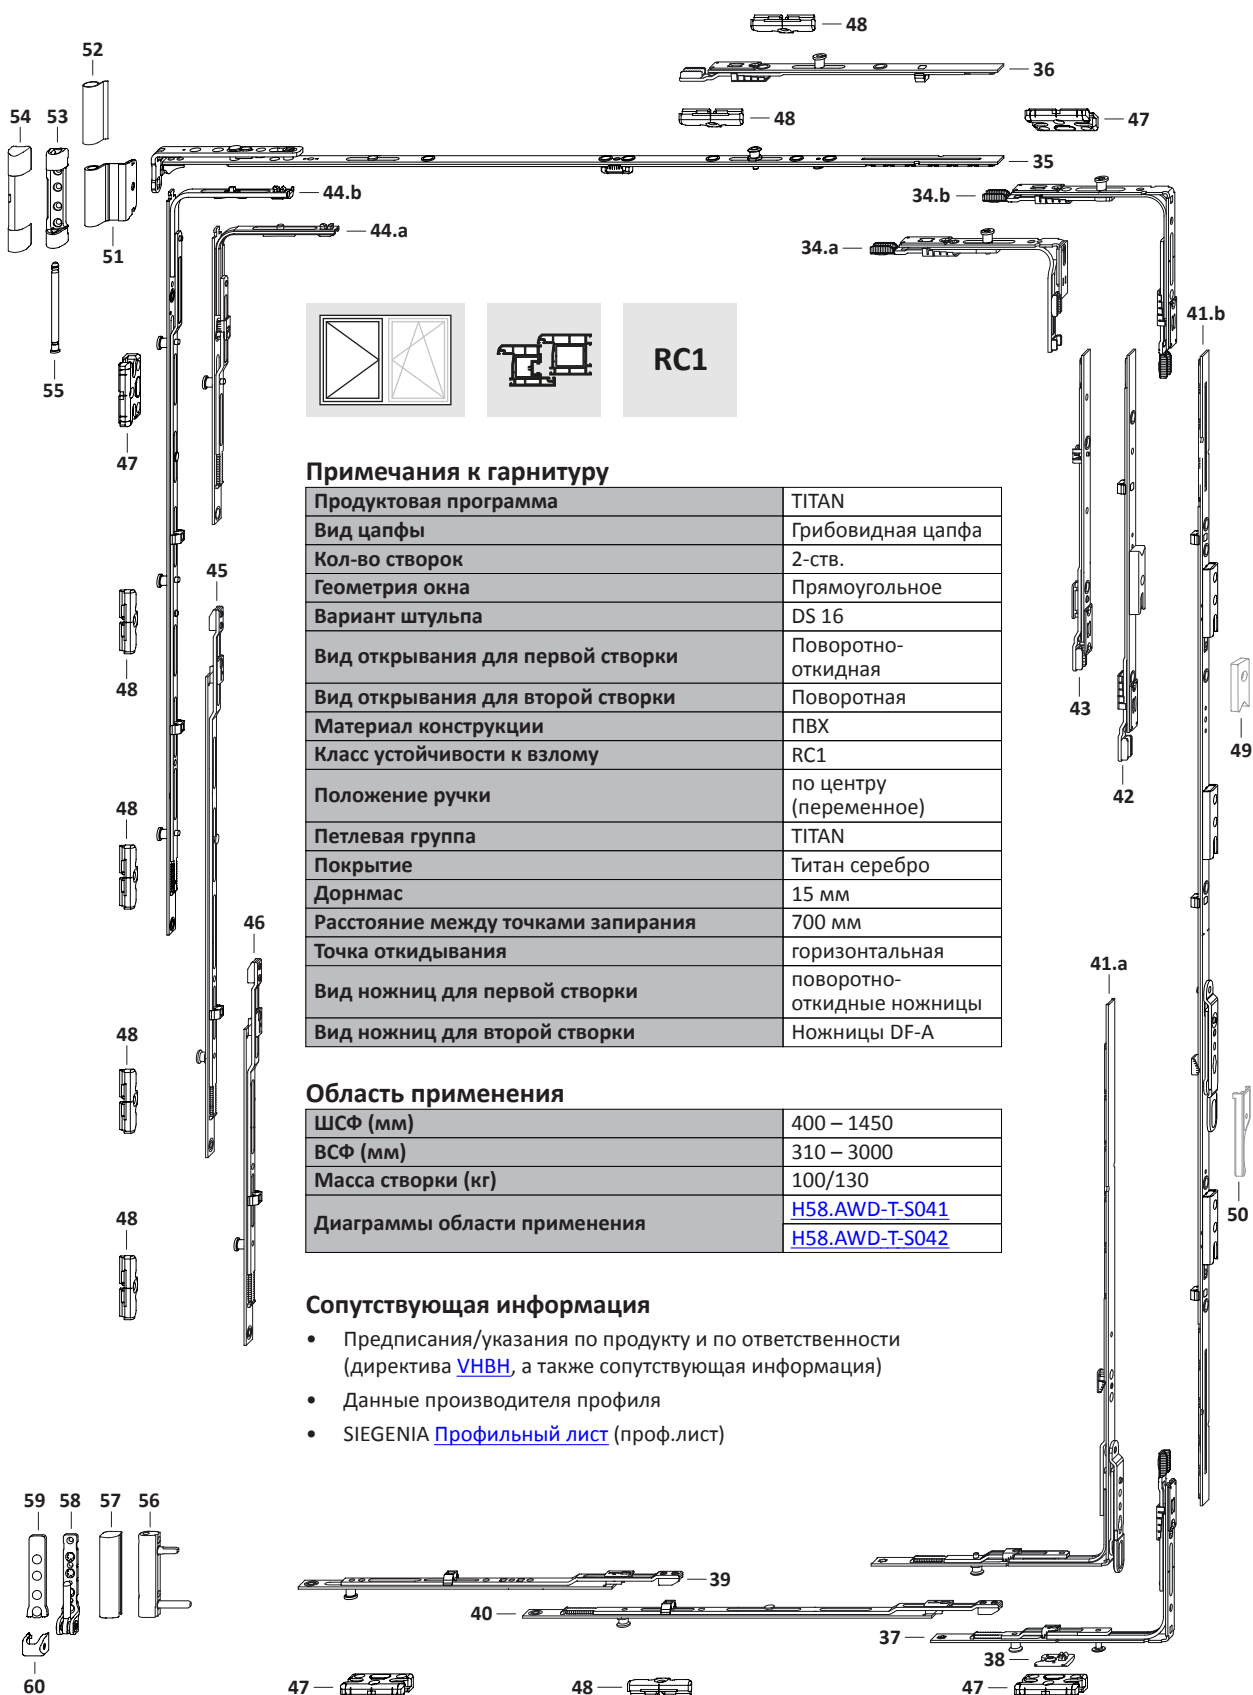 48
52
36
54 53
48
47
35
44.b
34.b
44.a
34.a
51
41.b
RC1
55
47
Примечания к гарнитуру
Продуктовая программа TITAN
Вид цапфы Грибовидная цапфа
Кол-во створок 2-ств.
Геометрия окна Прямоугольное
45
Вариант штульпа DS 16
Вид открывания для первой створки Поворотно-
откидная
48
Вид открывания для второй створки Поворотная
43
Материал конструкции ПВХ
49
Класс устойчивости к взлому RC1
Положение ручки по центру
(переменное)
42
48
Петлевая группа TITAN
Покрытие Титан серебро
Дорнмас 15 мм
46
Расстояние между точками запирания 700 мм
Точка откидывания горизонтальная
41.a
Вид ножниц для первой створки поворотно-
откидные ножницы
Вид ножниц для второй створки Ножницы DF-A
48
Область применения
ШСФ (мм) 400 – 1450
ВСФ (мм) 310 – 3000
Масса створки (кг) 100/130
Диаграммы области применения H58.AWD-T-S041
H58.AWD-T-S042
48
50
Сопутствующая информация
• Предписания/указания по продукту и по ответственности
(директива VHBH, а также сопутствующая информация)
• Данные производителя профиля
• SIEGENIA Профильный лист (проф.лист)
59 58 57 56
39
40
37
38
60
47
48
47